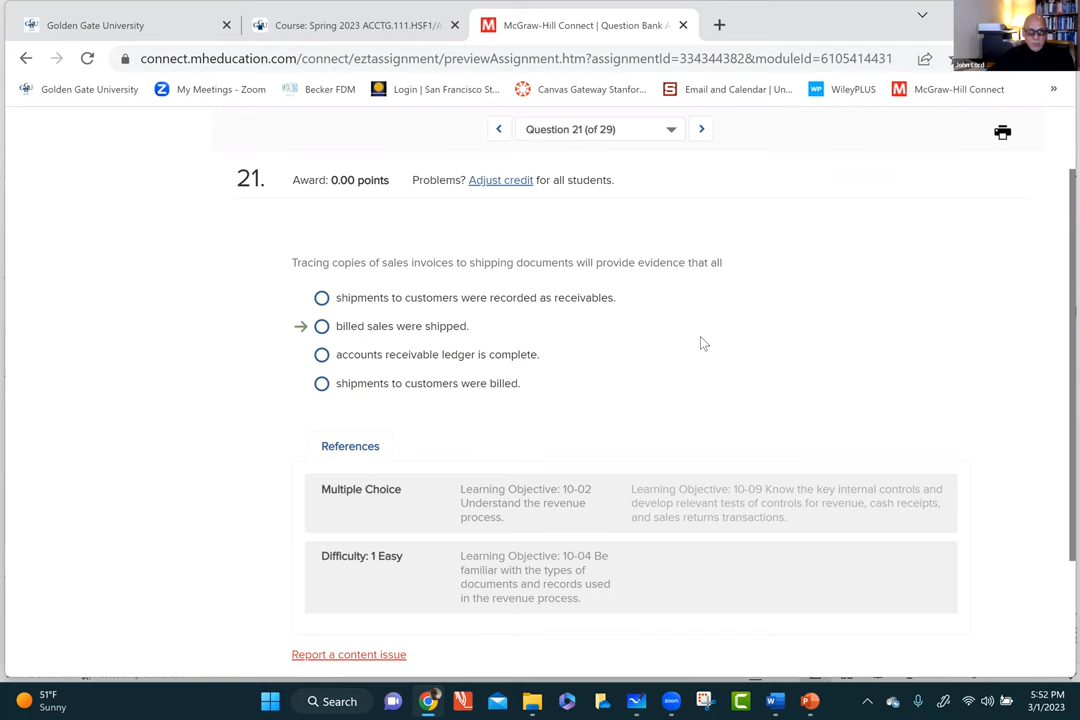 Golden Gate University
Course: Spring 2023 ACCTG.111.HSF1/
McGraw-Hill Connect | Question Bank
connect.mheducation.com/connect/eztassignment/previewAssignment.htm?assignmentId=334344382&moduleId=6105414431
John Lord
Golden Gate University
My Meetings - Zoom
Becker FDM
Login | San Francisco St...
Canvas Gateway Stanfor...
Email and Calendar | Un...
WileyPLUS
McGraw-Hill Connect
»
Question 21 (of 29)
21.
Award: 0.00 points
Problems? Adjust credit for all students.
Tracing copies of sales invoices to shipping documents will provide evidence that all
shipments to customers were recorded as receivables.
billed sales were shipped.
accounts receivable ledger is complete.
shipments to customers were billed.
References
Multiple Choice
Learning Objective: 10-02
Understand the revenue
process.
Learning Objective: 10-09 Know the key internal controls and
develop relevant tests of controls for revenue, cash receipts,
and sales returns transactions.
Difficulty: 1 Easy
Learning Objective: 10-04 Be
familiar with the types of
documents and records used
in the revenue process.
Report a content issue
51°F
Sunny
Search
5:52 PM
3/1/2023